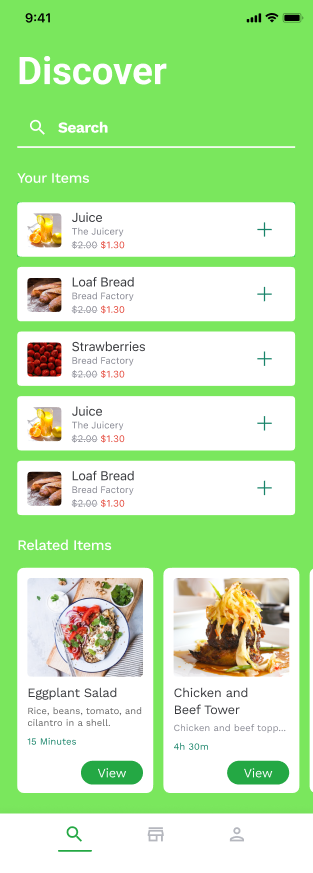 9:41
Discover
Search
Your Items
Juice
The Juicery
$2.00 $1.30
Loaf Bread
Bread Factory
$2.00 $1.30
Strawberries
Bread Factory
$2.00 $1.30
Juice
The Juicery
$2.00 $1.30
Loaf Bread
Bread Factory
$2.00 $1.30
Related Items
Eggplant Salad
Rice, beans, tomato, and
cilantro in a shell.
15 Minutes
View
Chicken and
Beef Tower
Chicken and beef topp...
4h 30m
View